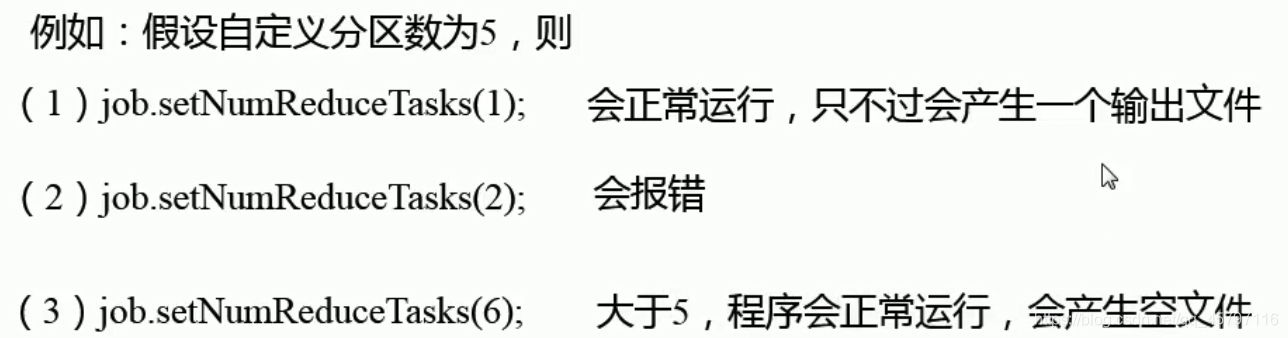 例如：假设自定义分区数为5，则
（1）job.setNumReduceTasks(1); 会正常运行，只不过会产生一个输出文件
（2）job.setNumReduceTasks(2); 会报错
（3）job.setNumReduceTasks(6); 大于5，程序会正常运行，会产生空文件